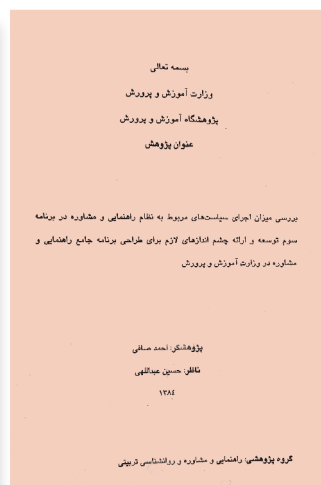 بسمه تعالی
وزارت آموزش و پرورش
پژوهشگاه آموزش و پرورش
عنوان پژوهش
بررسی میزان اجرای سیاست‌های مربوط به نظام راهنمایی و مشاوره در برنامه
سوم توسعه و ارائه چشم اندازهای لازم برای طراحی برنامه جامع راهنمایی و
مشاوره در وزارت آموزش و پرورش
پژوهشگر: احمد صافی
ناظر: حسین عبداللهی
۱۳۸۴
گروه پژوهشی: راهنمایی و مشاوره و روانشناسی تربیتی